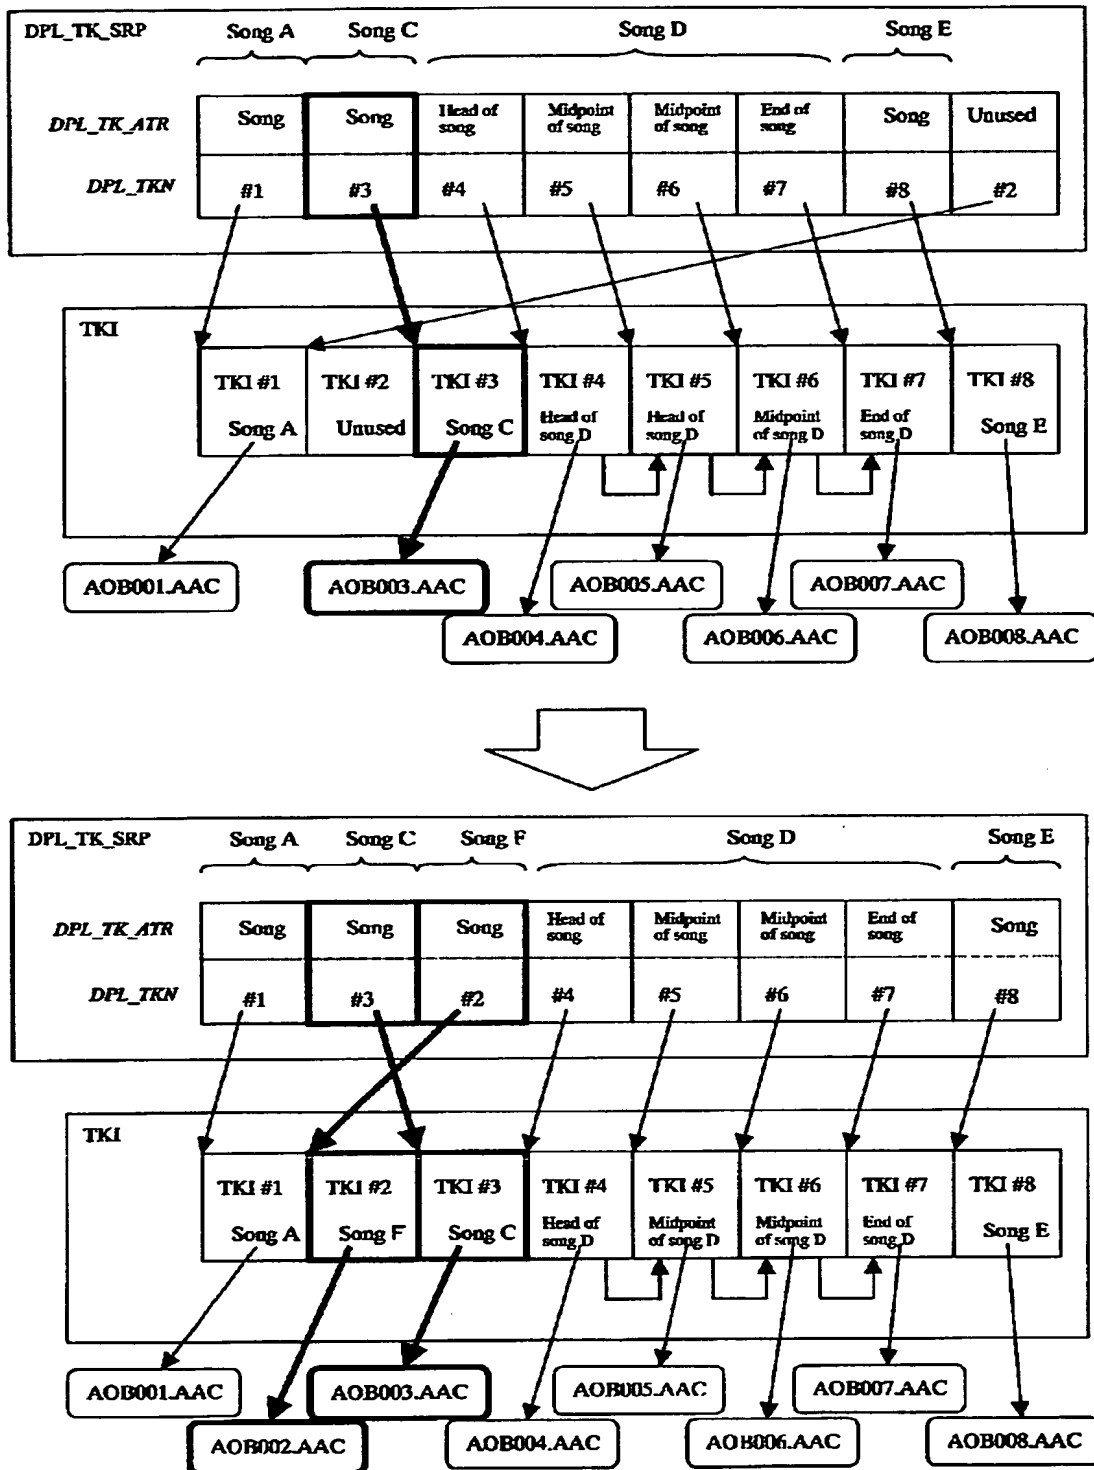 DPL_TK_SRP Song A Song C Song D Song E
DPL_TK_ATR Song Song Head of song Midpoint of song Midpoint of song End of song Song Unused
DPL_TKN #1 #3 #4 #5 #6 #7 #8 #2
TKI
TKI #1 TKI #2 TKI #3 TKI #4 TKI #5 TKI #6 TKI #7 TKI #8
Song A Unused Song C Head of song D Head of song D Midpoint of song D End of song D Song E
AOB001.AAC AOB003.AAC AOB005.AAC AOB007.AAC
AOB004.AAC AOB006.AAC AOB008.AAC
DPL_TK_SRP Song A Song C Song F Song D Song E
DPL_TK_ATR Song Song Song Head of song Midpoint of song Midpoint of song End of song Song
DPL_TKN #1 #3 #2 #4 #5 #6 #7 #8
TKI
TKI #1 TKI #2 TKI #3 TKI #4 TKI #5 TKI #6 TKI #7 TKI #8
Song A Song F Song C Head of song D Midpoint of song D Midpoint of song D End of song D Song E
AOB001.AAC AOB003.AAC AOB005.AAC AOB007.AAC
AOB002.AAC AOB004.AAC AOB006.AAC AOB008.AAC